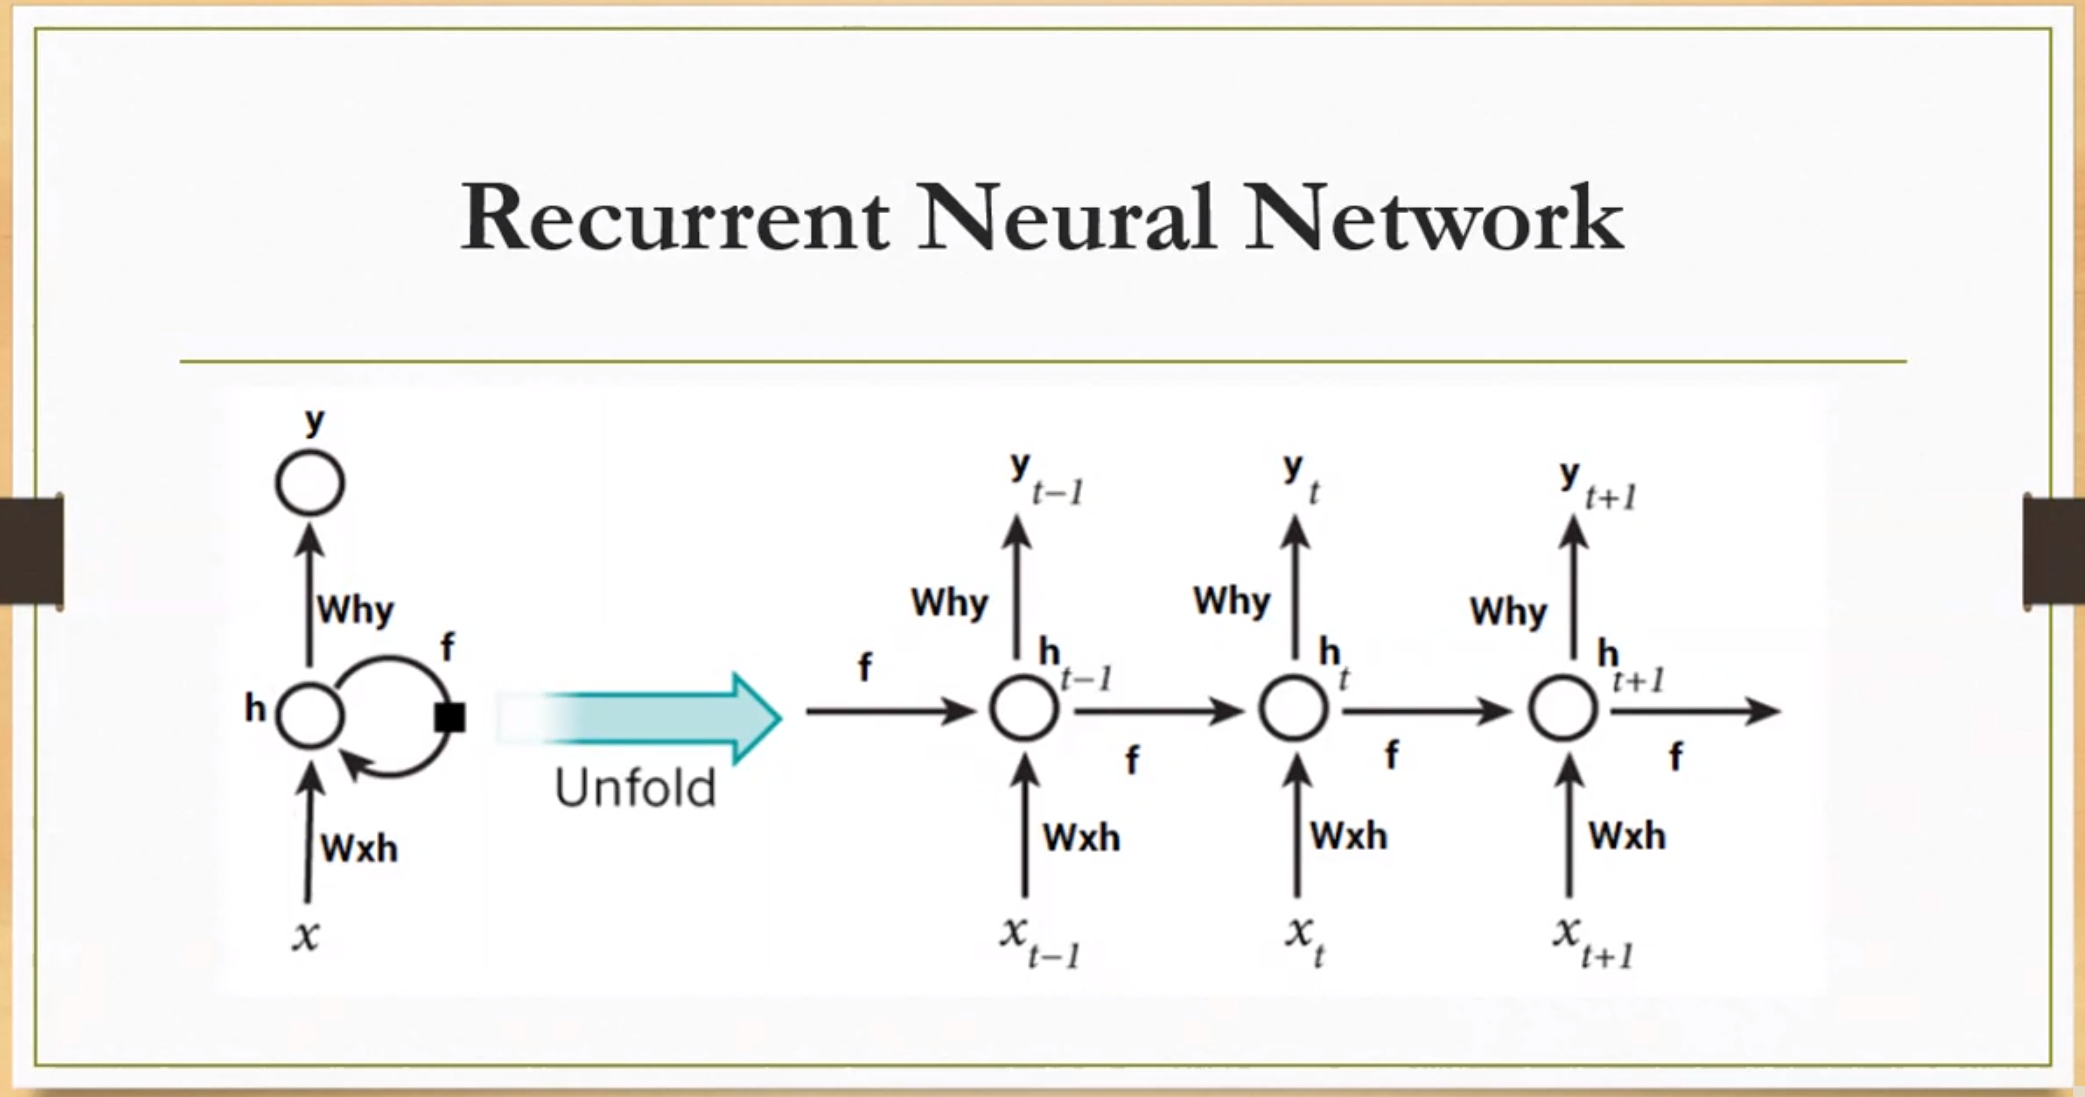 Recurrent Neural Network
y
Why
f
h
Wxh
x
Unfold
f
y t−1
Why
h t−1
f
Wxh
x t−1
y t
Why
h t
f
Wxh
x t
y t+1
Why
h t+1
f
Wxh
x t+1